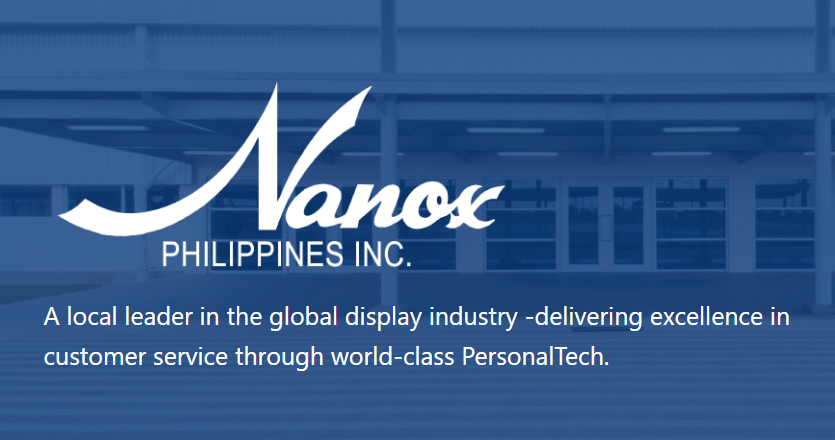 Nanox
PHILIPPINES INC.
A local leader in the global display industry -delivering excellence in
customer service through world-class PersonalTech.